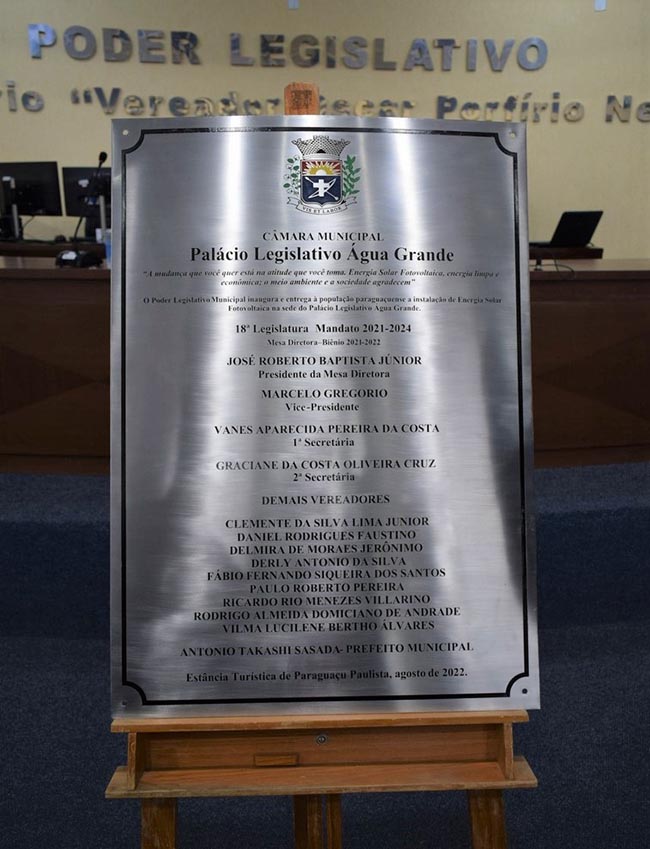 PODER LEGISLATIVO
rio "Vereador Oscar Porfírio Ne
VIS ET LABOR
CÂMARA MUNICIPAL
Palácio Legislativo Água Grande
"A mudança que você quer está na atitude que você toma. Energia Solar Fotovoltaica, energia limpa e
econômica; o meio ambiente e a sociedade agradecem"
O Poder Legislativo Municipal inaugura e entrega à população paraguaçuense a instalação de Energia Solar
Fotovoltaica na sede do Palácio Legislativo Água Grande.
18ª Legislatura Mandato 2021-2024
Mesa Diretora–Biênio 2021-2022
JOSÉ ROBERTO BAPTISTA JÚNIOR
Presidente da Mesa Diretora
MARCELO GREGORIO
Vice-Presidente
VANES APARECIDA PEREIRA DA COSTA
1ª Secretária
GRACIANE DA COSTA OLIVEIRA CRUZ
2ª Secretária
DEMAIS VEREADORES
CLEMENTE DA SILVA LIMA JUNIOR
DANIEL RODRIGUES FAUSTINO
DELMIRA DE MORAES JERÔNIMO
DERLY ANTONIO DA SILVA
FÁBIO FERNANDO SIQUEIRA DOS SANTOS
PAULO ROBERTO PEREIRA
RICARDO RIO MENEZES VILLARINO
RODRIGO ALMEIDA DOMICIANO DE ANDRADE
VILMA LUCILENE BERTHO ÁLVARES
ANTONIO TAKASHI SASADA- PREFEITO MUNICIPAL
Estância Turística de Paraguaçu Paulista, agosto de 2022.